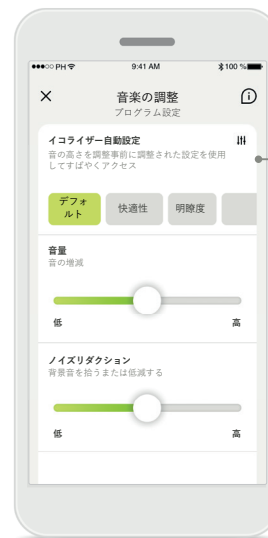 ●●●○○ PH 9:41 AM 100 %
音楽の調整
プログラム設定
イコライザー自動設定
音の高さを調整事前に調整された設定を使用
してすばやくアクセス
デフォ
ルト
快適性
明瞭度
音量
音の増減
低 高
ノイズリダクション
背景音を拾うまたは低減する
低 高